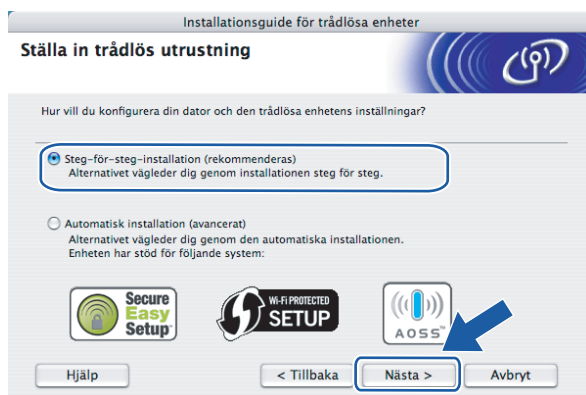 Installationsguide för trådlösa enheter
Ställa in trådlös utrustning
Hur vill du konfigurera din dator och den trådlösa enhetens inställningar?
Steg-för-steg-installation (rekommenderas)
Alternativet vägleder dig genom installationen steg för steg.
Automatisk installation (avancerat)
Alternativet vägleder dig genom den automatiska installationen.
Enheten har stöd för följande system:
Secure
Easy
Setup™
Wi-Fi PROTECTED
SETUP
AOSS™
Hjälp
< Tillbaka
Nästa >
Avbryt